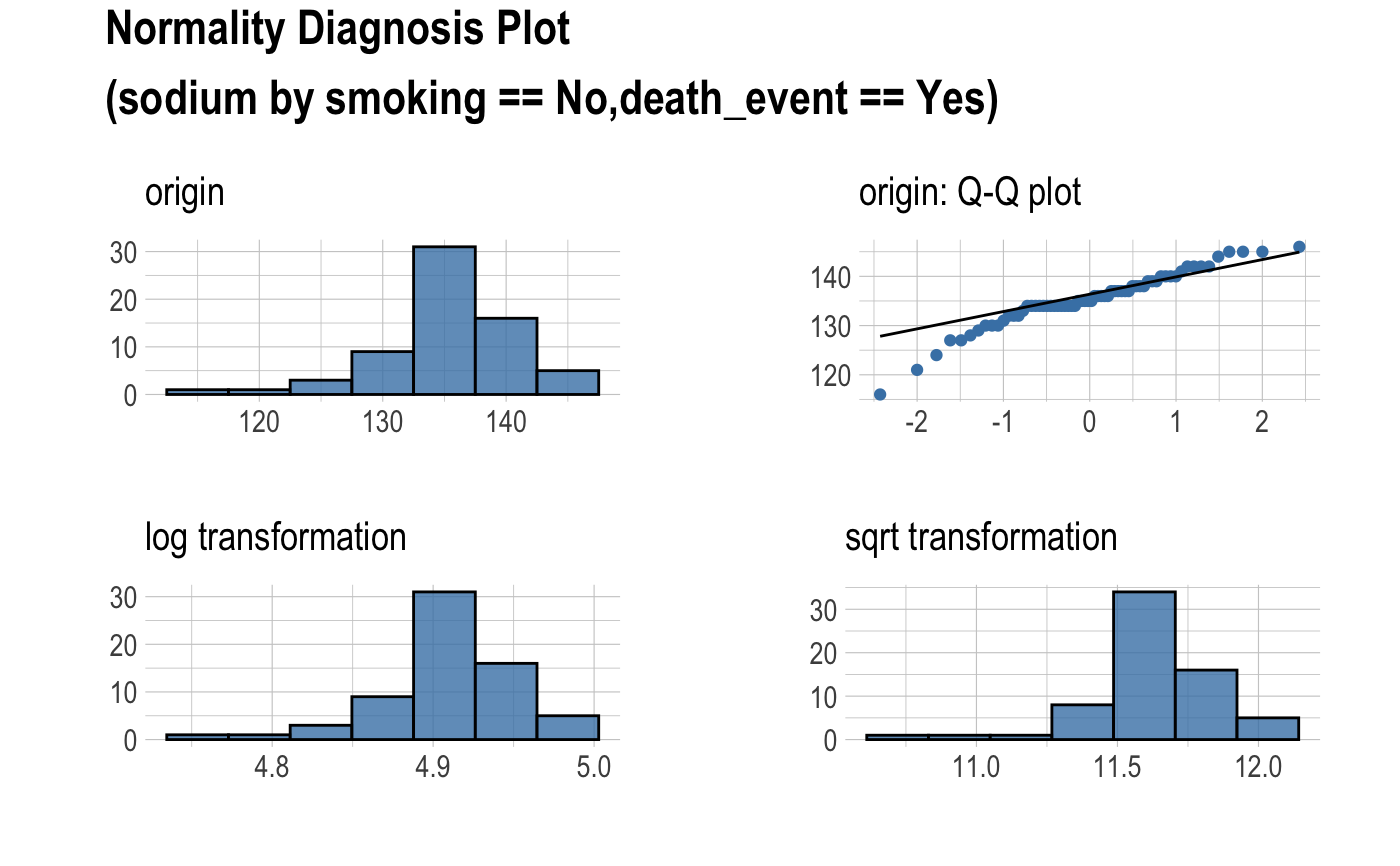 Normality Diagnosis Plot
(sodium by smoking == No,death_event == Yes)
origin
30
20
10
0
120 130 140
origin: Q-Q plot
140
130
120
-2 -1 0 1 2
log transformation
30
20
10
0
4.8 4.9 5.0
sqrt transformation
30
20
10
0
11.0 11.5 12.0